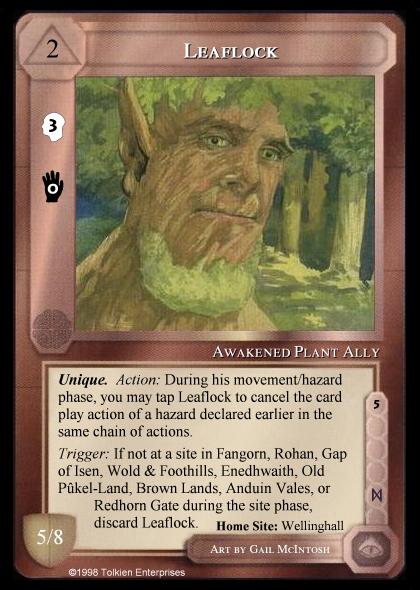 2
LEAFLOCK
3
AWAKENED PLANT ALLY
Unique. Action: During his movement/hazard
phase, you may tap Leaflock to cancel the card
play action of a hazard declared earlier in the
same chain of actions.
Trigger: If not at a site in Fangorn, Rohan, Gap
of Isen, Wold & Foothills, Enedhwaith, Old
Pûkel-Land, Brown Lands, Anduin Vales, or
Redhorn Gate during the site phase,
discard Leaflock.
Home Site: Wellinghall
5
5/8
ART BY GAIL MCINTOSH
©1998 Tolkien Enterprises